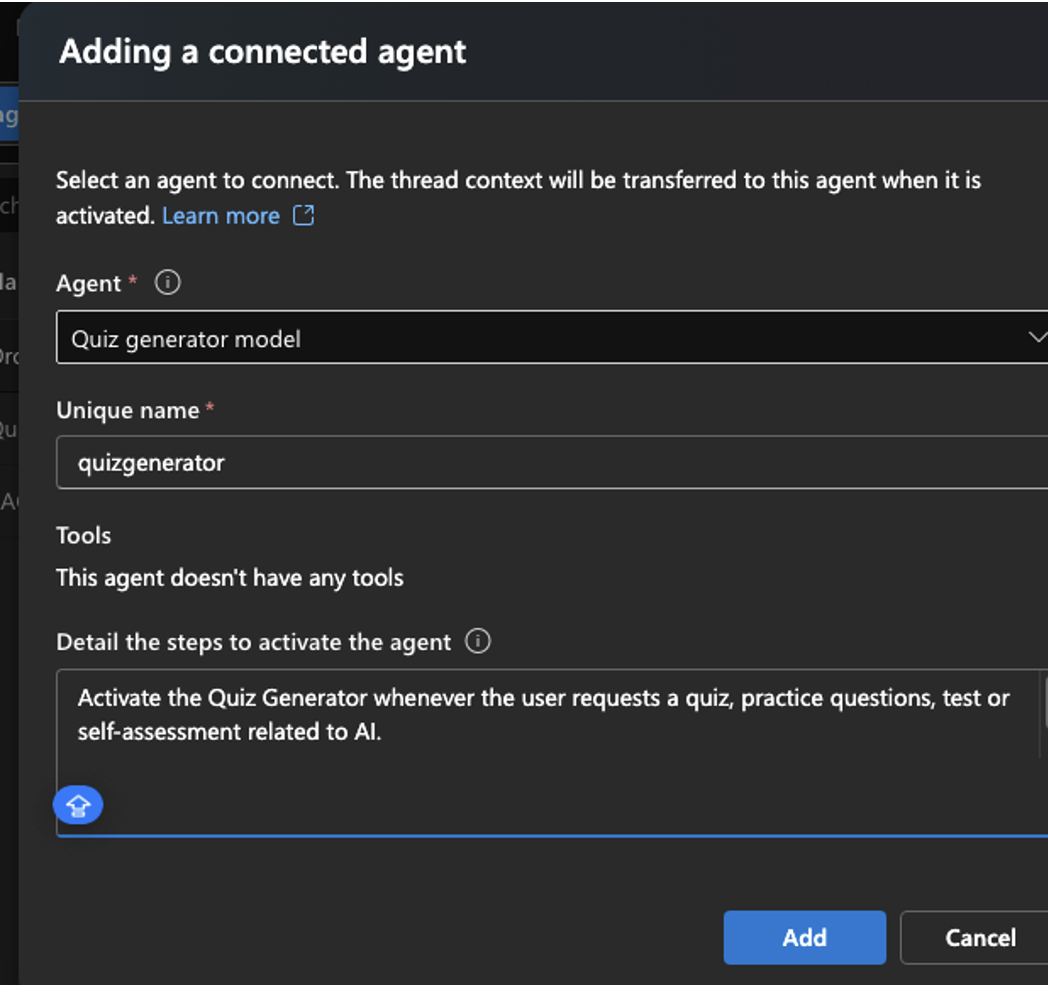 Adding a connected agent
Select an agent to connect. The thread context will be transferred to this agent when it is
activated. Learn more
Agent *
Quiz generator model
Unique name *
quizgenerator
Tools
This agent doesn't have any tools
Detail the steps to activate the agent
Activate the Quiz Generator whenever the user requests a quiz, practice questions, test or
self-assessment related to AI.
Add
Cancel